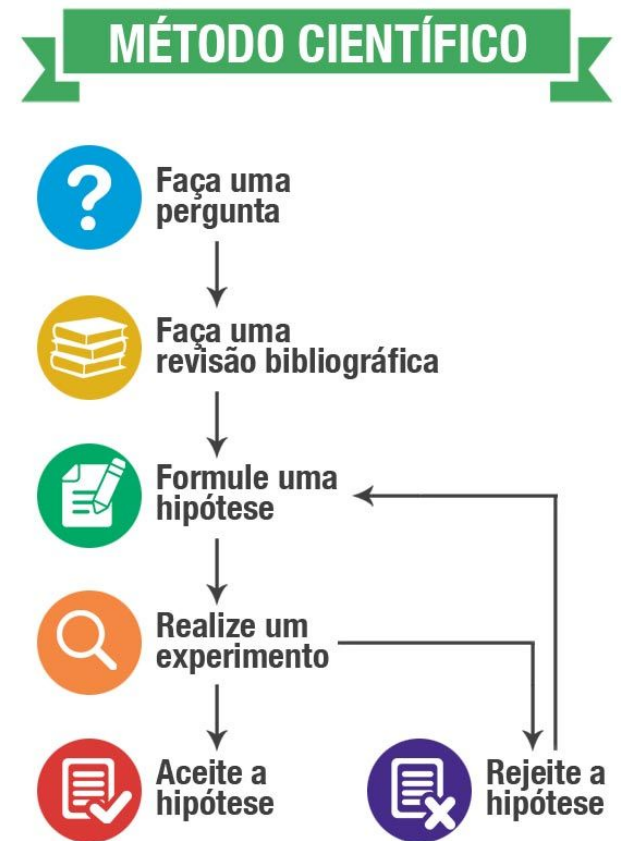 MÉTODO CIENTÍFICO
Faça uma
pergunta
Faça uma
revisão bibliográfica
Formule uma
hipótese
Realize um
experimento
Aceite a
hipótese
Rejeite a
hipótese